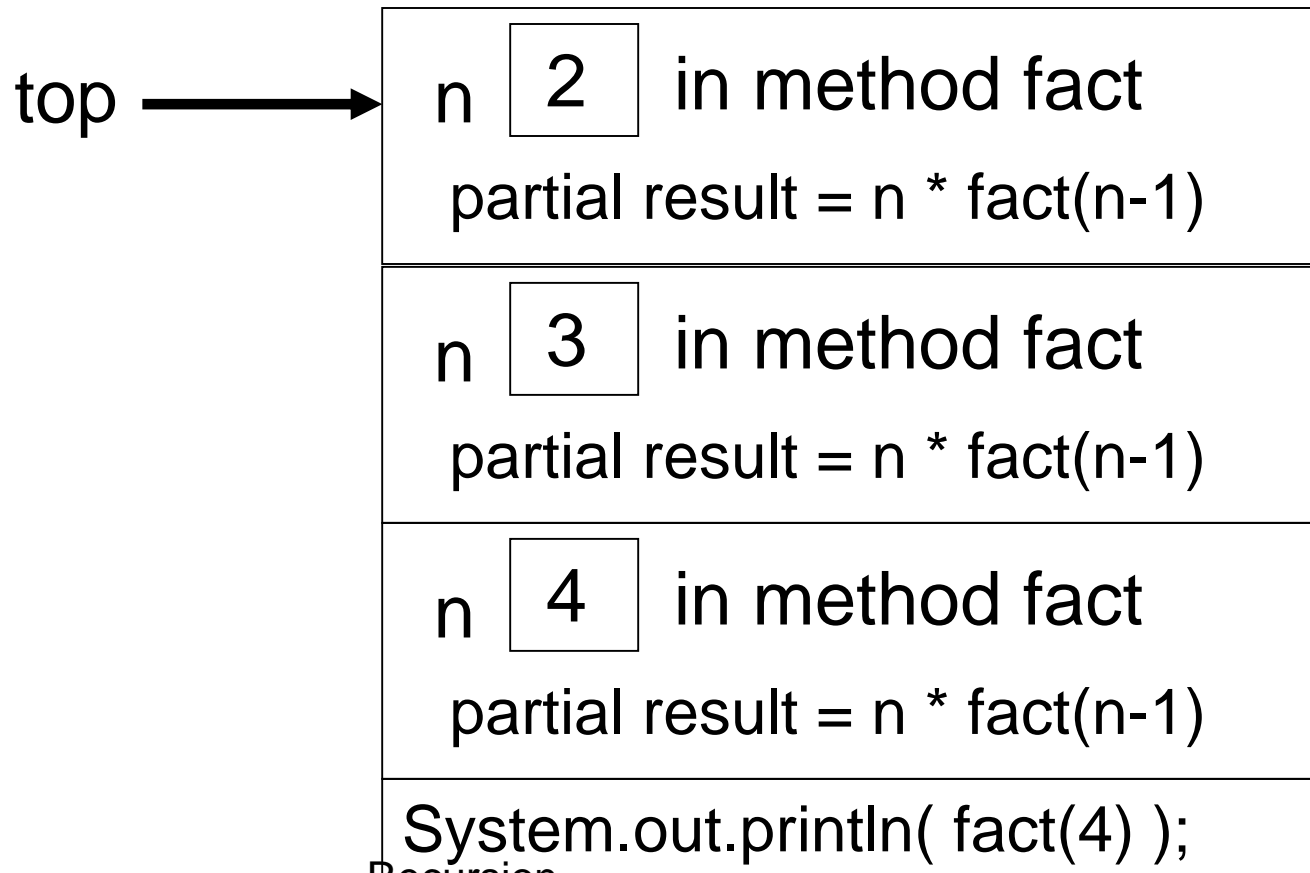 top
n 2 in method fact
partial result = n * fact(n-1)
n 3 in method fact
partial result = n * fact(n-1)
n 4 in method fact
partial result = n * fact(n-1)
System.out.println( fact(4) );
Recursion